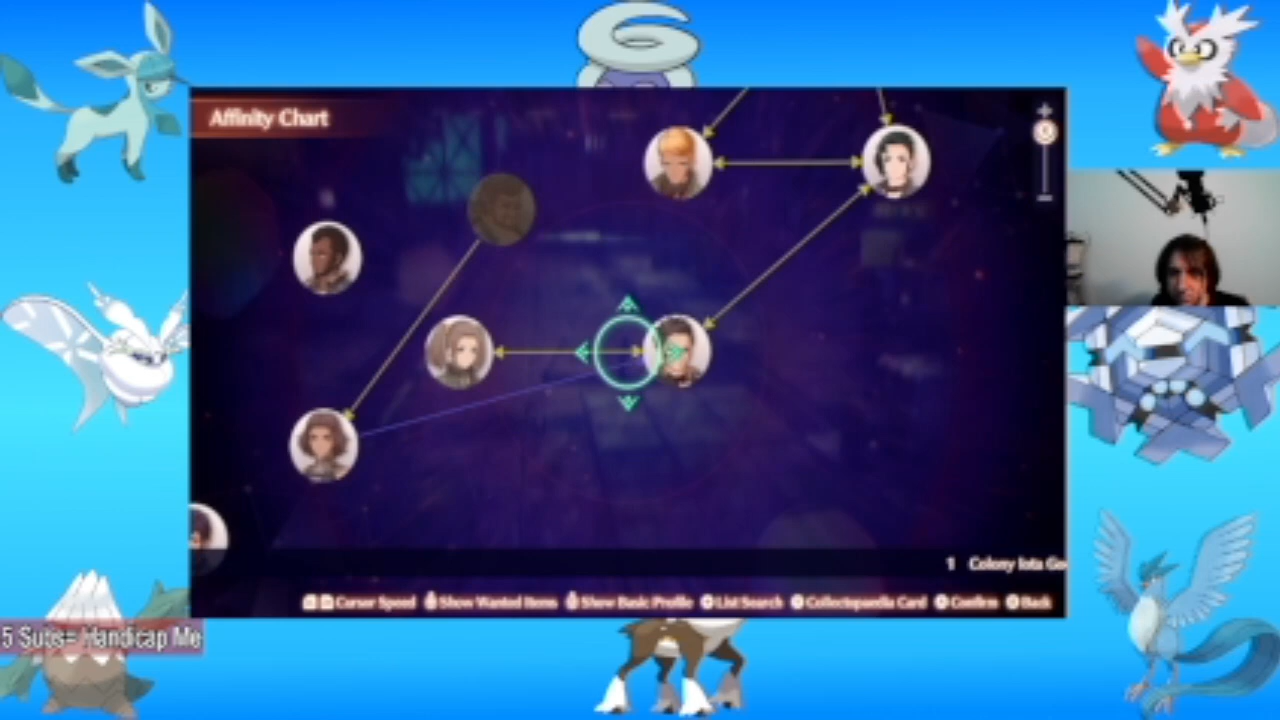 Affinity Chart
1 Colony Iota Go
Cursor Speed Show Wanted Items Show Basic Profile List Search Collectopaedia Card Confirm Back
5 Subs= Handicap Me